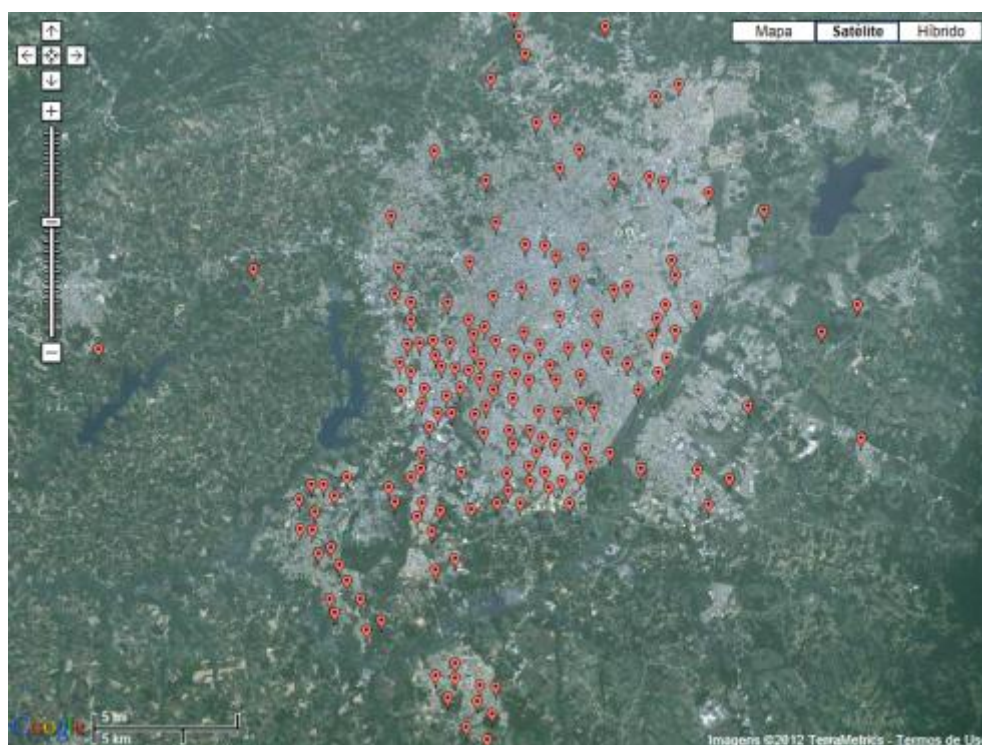 Mapa Satélite Híbrido
5 mi
5 km
Google
Imagens ©2012 TerraMetrics - Termos de Us